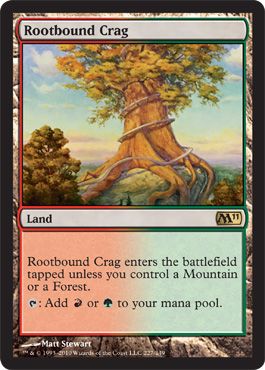 Rootbound Crag
Land
M11
Rootbound Crag enters the battlefield
tapped unless you control a Mountain
or a Forest.
: Add or to your mana pool.
Matt Stewart
™ & © 1993–2010 Wizards of the Coast LLC 227/249